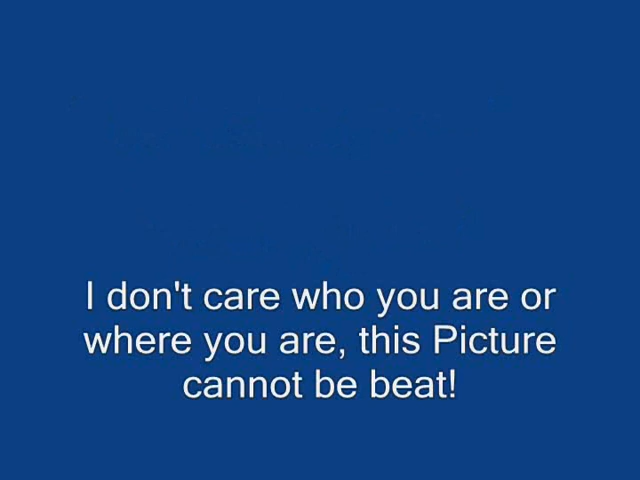 I don't care who you are or
where you are, this Picture
cannot be beat!